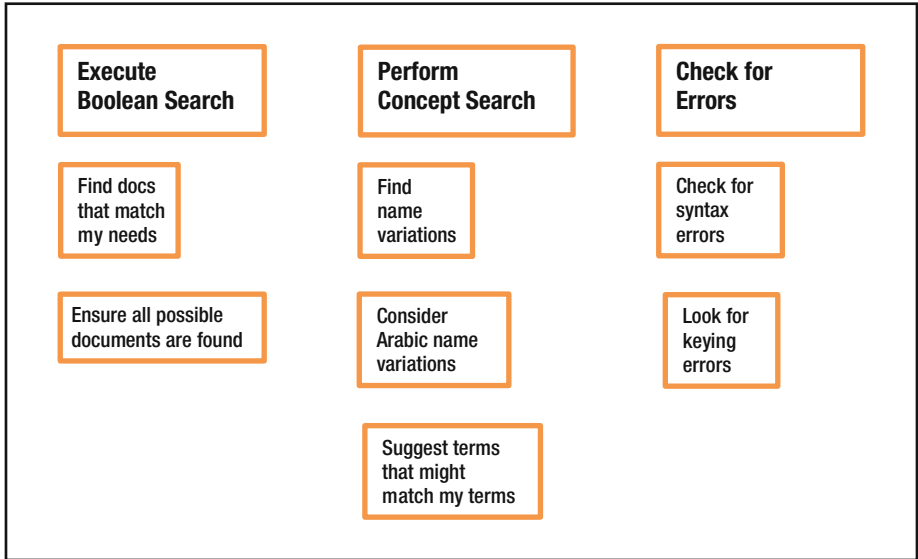 Execute
Boolean Search
Find docs
that match
my needs
Ensure all possible
documents are found
Perform
Concept Search
Find
name
variations
Consider
Arabic name
variations
Suggest terms
that might
match my terms
Check for
Errors
Check for
syntax
errors
Look for
keying
errors